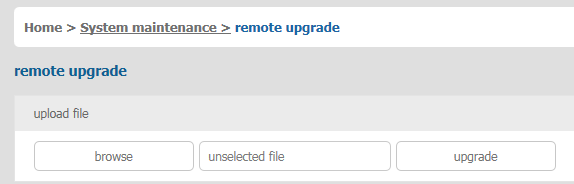 Home > System maintenance > remote upgrade
remote upgrade
upload file
browse unselected file upgrade